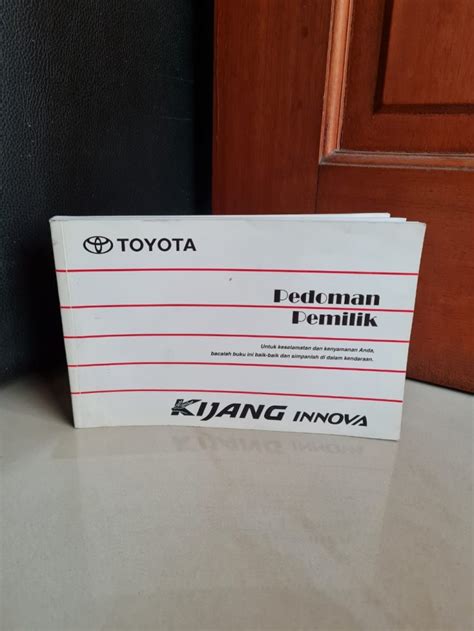 TOYOTA
Pedoman
Pemilik
Untuk keselamatan dan kenyamanan Anda,
bacalah buku ini baik-baik dan simpanlah di dalam kendaraan.
KIJANG INNOVA